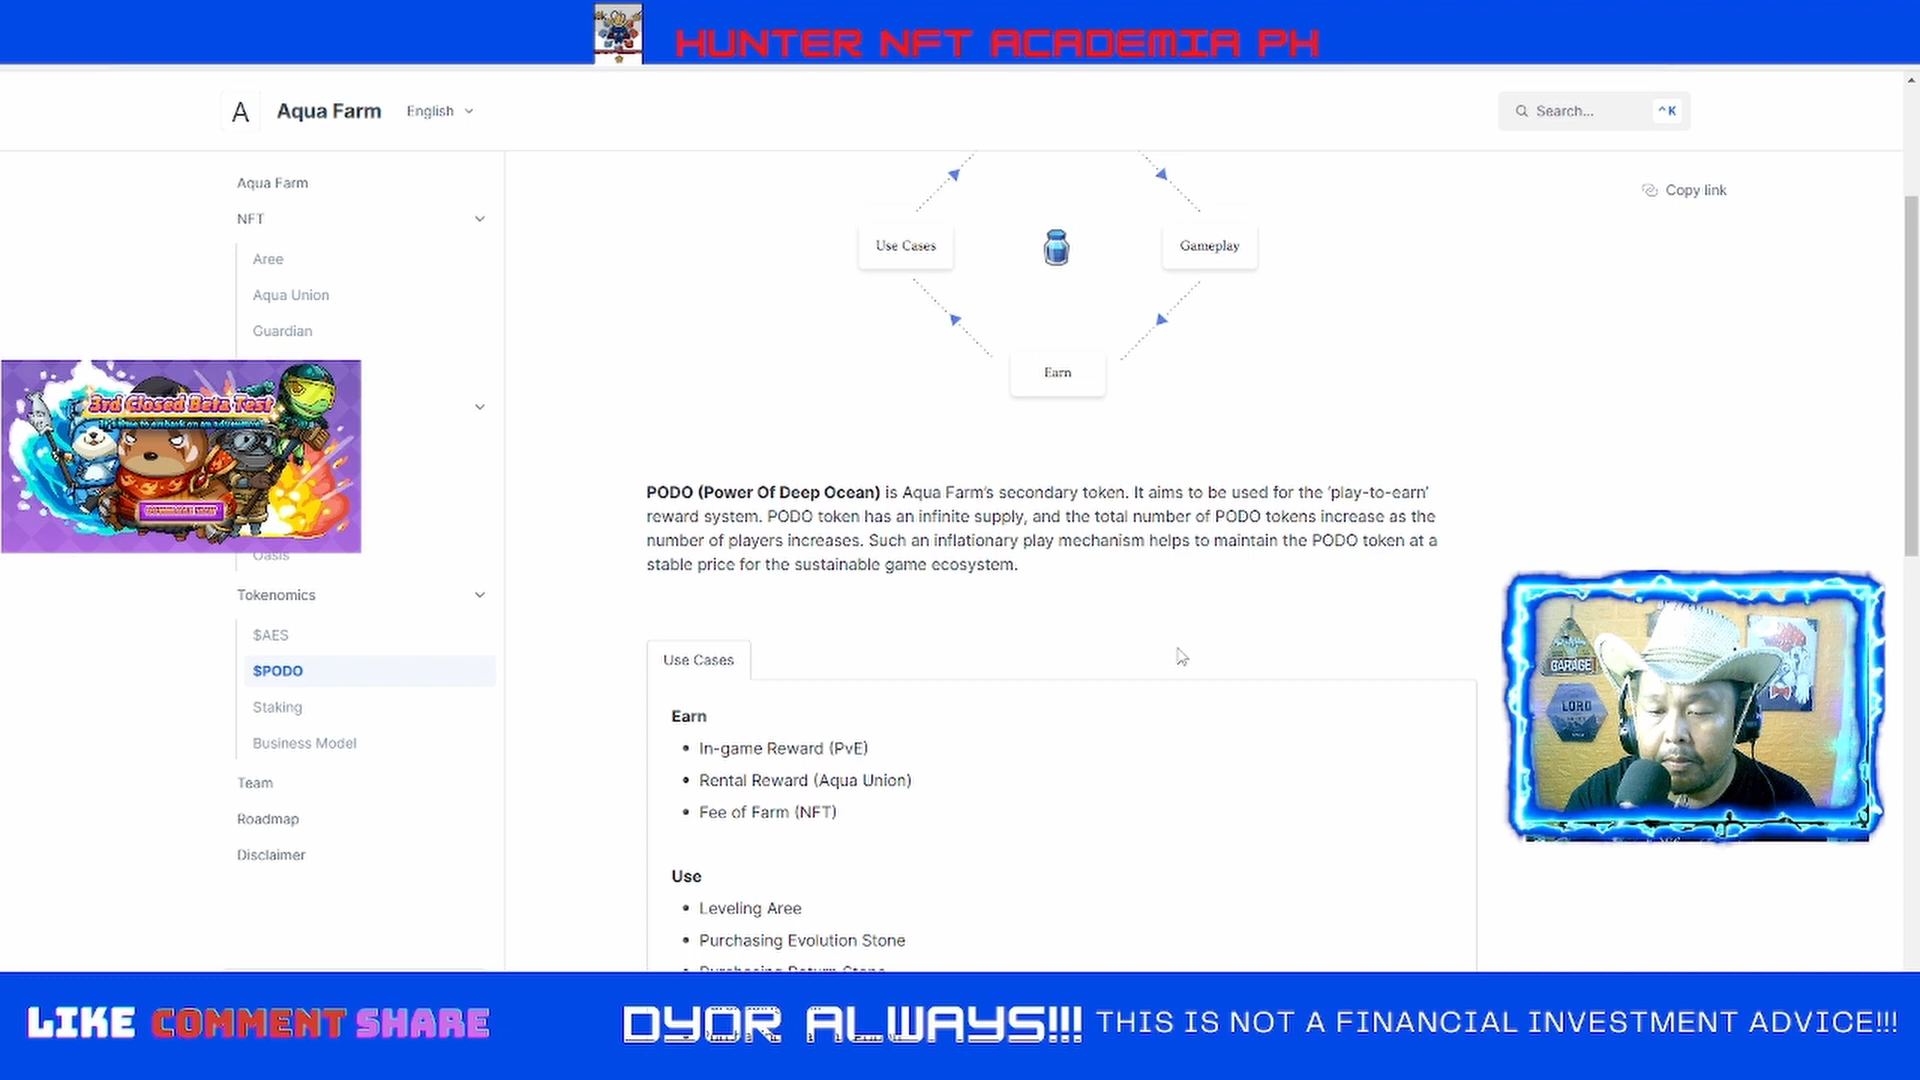 HUNTER NFT ACADEMIA PH
A
Aqua Farm
English
Search...
^K
Aqua Farm
NFT
Aree
Aqua Union
Guardian
Oasis
Tokenomics
$AES
$PODO
Staking
Business Model
Team
Roadmap
Disclaimer
3rd Closed Beta Test
Copy link
Use Cases
Gameplay
Earn
PODO (Power Of Deep Ocean) is Aqua Farm's secondary token. It aims to be used for the 'play-to-earn'
reward system. PODO token has an infinite supply, and the total number of PODO tokens increase as the
number of players increases. Such an inflationary play mechanism helps to maintain the PODO token at a
stable price for the sustainable game ecosystem.
Use Cases
Earn
In-game Reward (PvE)
Rental Reward (Aqua Union)
Fee of Farm (NFT)
Use
Leveling Aree
Purchasing Evolution Stone
Purchasing Return Stone
GARAGE
LORD
LIKE COMMENT SHARE
DYOR ALWAYS!!! THIS IS NOT A FINANCIAL INVESTMENT ADVICE!!!